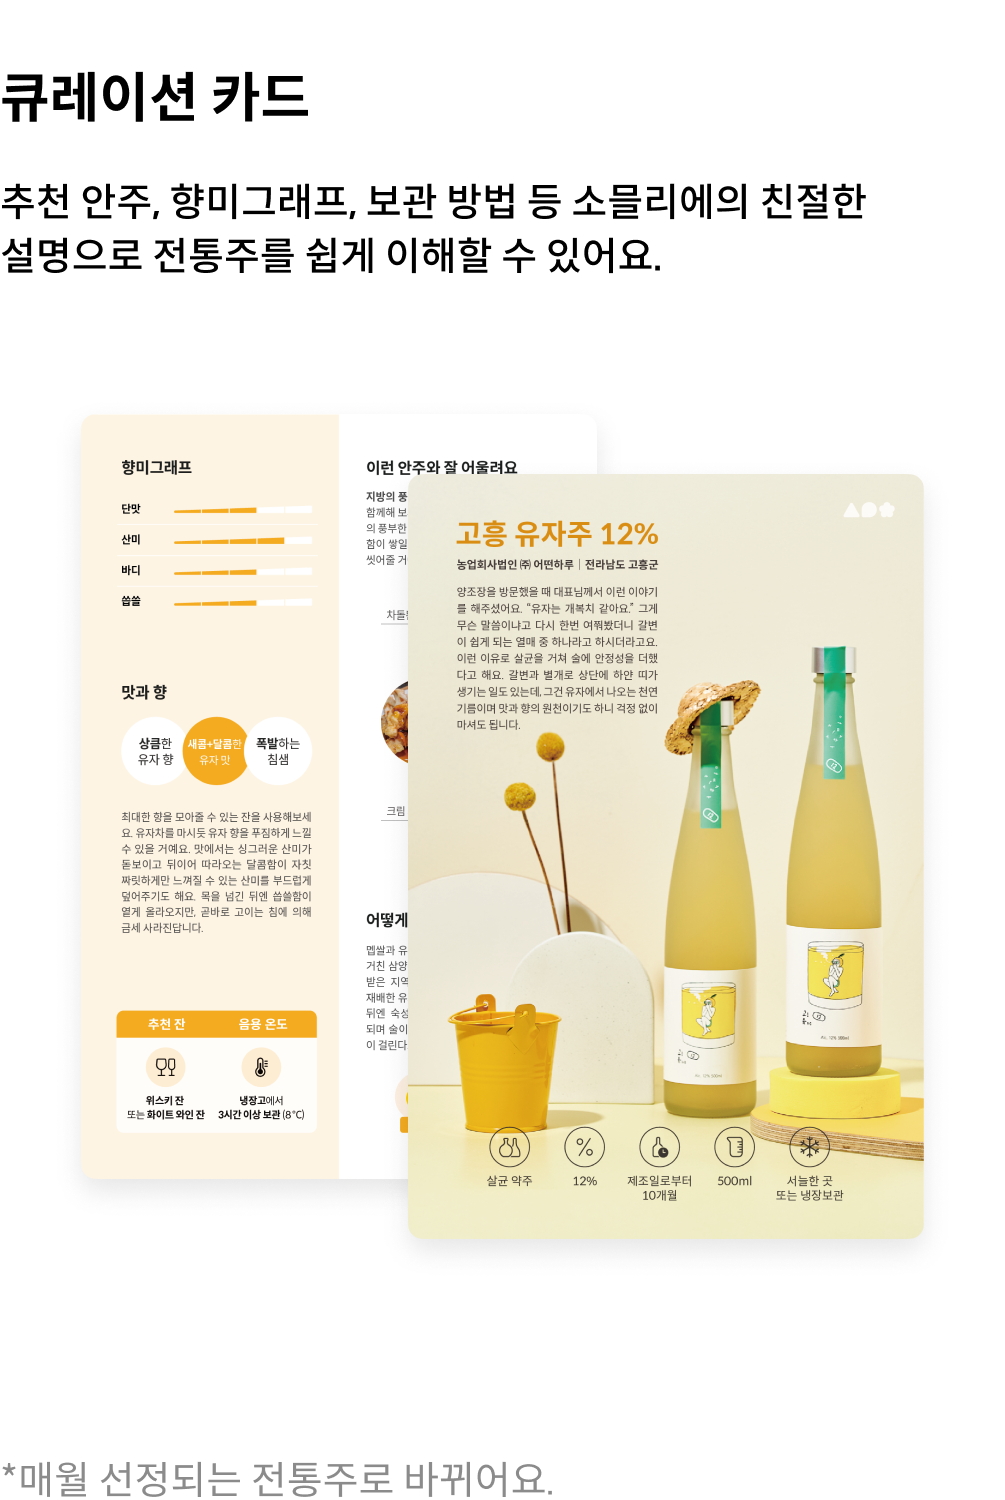 큐레이션 카드
추천 안주, 향미그래프, 보관 방법 등 소믈리에의 친절한
설명으로 전통주를 쉽게 이해할 수 있어요.
향미그래프
단맛
산미
바디
씁쓸
맛과 향
상큼한
유자 향
새콤+달콤한
유자 맛
폭발하는
침샘
최대한 향을 모아줄 수 있는 잔을 사용해보세
요. 유자차를 마시듯 유자 향을 푸짐하게 느낄
수 있을 거예요. 맛에서는 싱그러운 산미가
돋보이고 뒤이어 따라오는 달콤함이 자칫
짜릿하게만 느껴질 수 있는 산미를 부드럽게
덮어주기도 해요. 목을 넘긴 뒤엔 씁쓸함이
옅게 올라오지만, 곧바로 고이는 침에 의해
금세 사라진답니다.
추천 잔
음용 온도
위스키 잔
또는 화이트 와인 잔
냉장고에서
3시간 이상 보관 (8℃)
이런 안주와 잘 어울려요
지방의 풍
함께해 보
의 풍부한
함이 쌓일
씻어줄 거
차돌
크림
어떻게
멥쌀과 유
거친 삼양
받은 지역
재배한 유
뒤엔 숙성
되며 술이
이 걸린다
고흥 유자주 12%
농업회사법인 ㈜ 어떤하루 | 전라남도 고흥군
양조장을 방문했을 때 대표님께서 이런 이야기
를 해주셨어요. “유자는 개복치 같아요.” 그게
무슨 말씀이냐고 다시 한번 여쭤봤더니 갈변
이 쉽게 되는 열매 중 하나라고 하시더라고요.
이런 이유로 살균을 거쳐 술에 안정성을 더했
다고 해요. 갈변과 별개로 상단에 하얀 띠가
생기는 일도 있는데, 그건 유자에서 나오는 천연
기름이며 맛과 향의 원천이기도 하니 걱정 없이
마셔도 됩니다.
살균 약주
12%
제조일로부터
10개월
500ml
서늘한 곳
또는 냉장보관
*매월 선정되는 전통주로 바뀌어요.